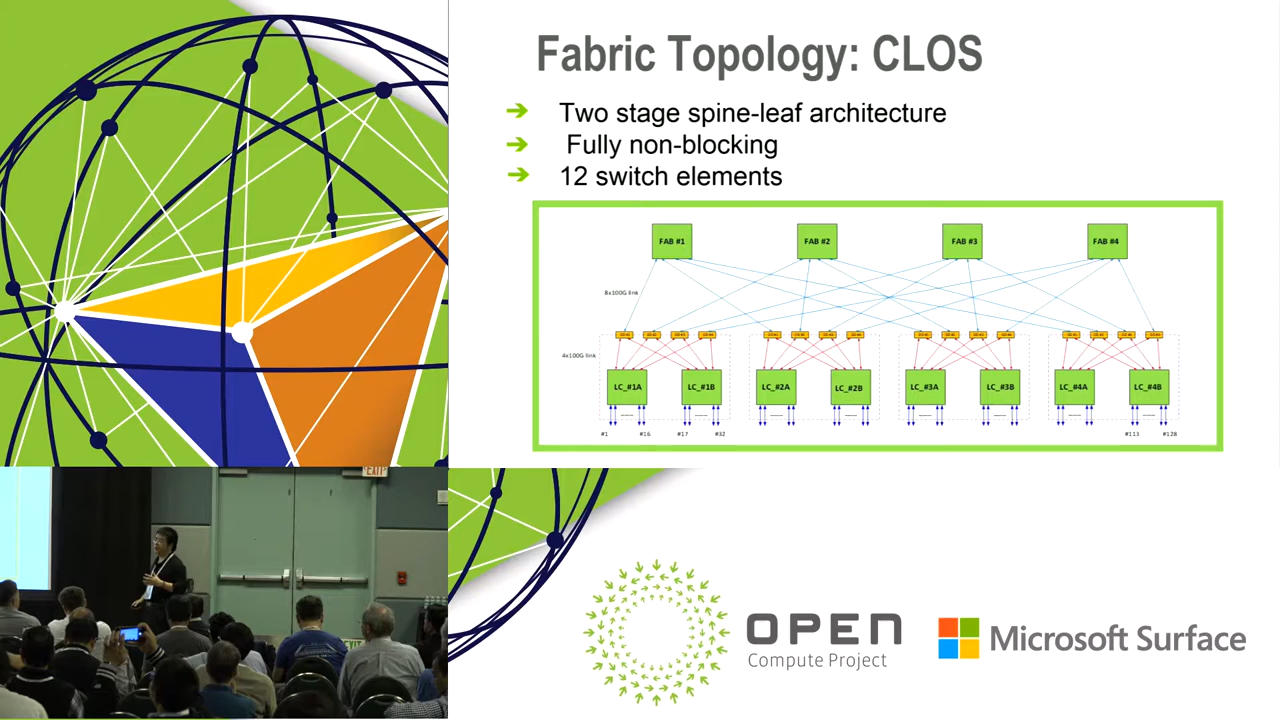 Fabric Topology: CLOS
Two stage spine-leaf architecture
Fully non-blocking
12 switch elements
FAB #1 FAB #2 FAB #3 FAB #4
8x100G link
4x100G link
LC_#1A LC_#1B LC_#2A LC_#2B LC_#3A LC_#3B LC_#4A LC_#4B
#1 #16 #17 #32 #113 #128
EXIT
EXIT
OPEN
Compute Project
Microsoft Surface